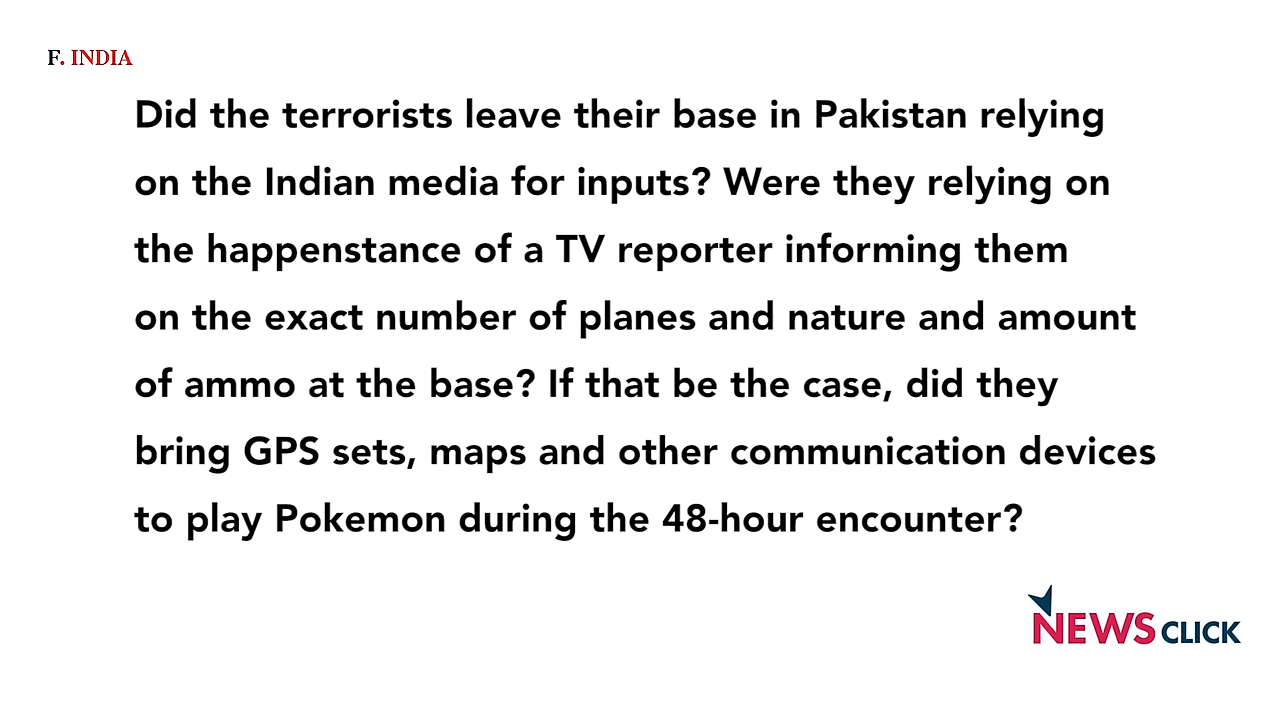 F. INDIA
Did the terrorists leave their base in Pakistan relying
on the Indian media for inputs? Were they relying on
the happenstance of a TV reporter informing them
on the exact number of planes and nature and amount
of ammo at the base? If that be the case, did they
bring GPS sets, maps and other communication devices
to play Pokemon during the 48-hour encounter?
NEWSCLICK